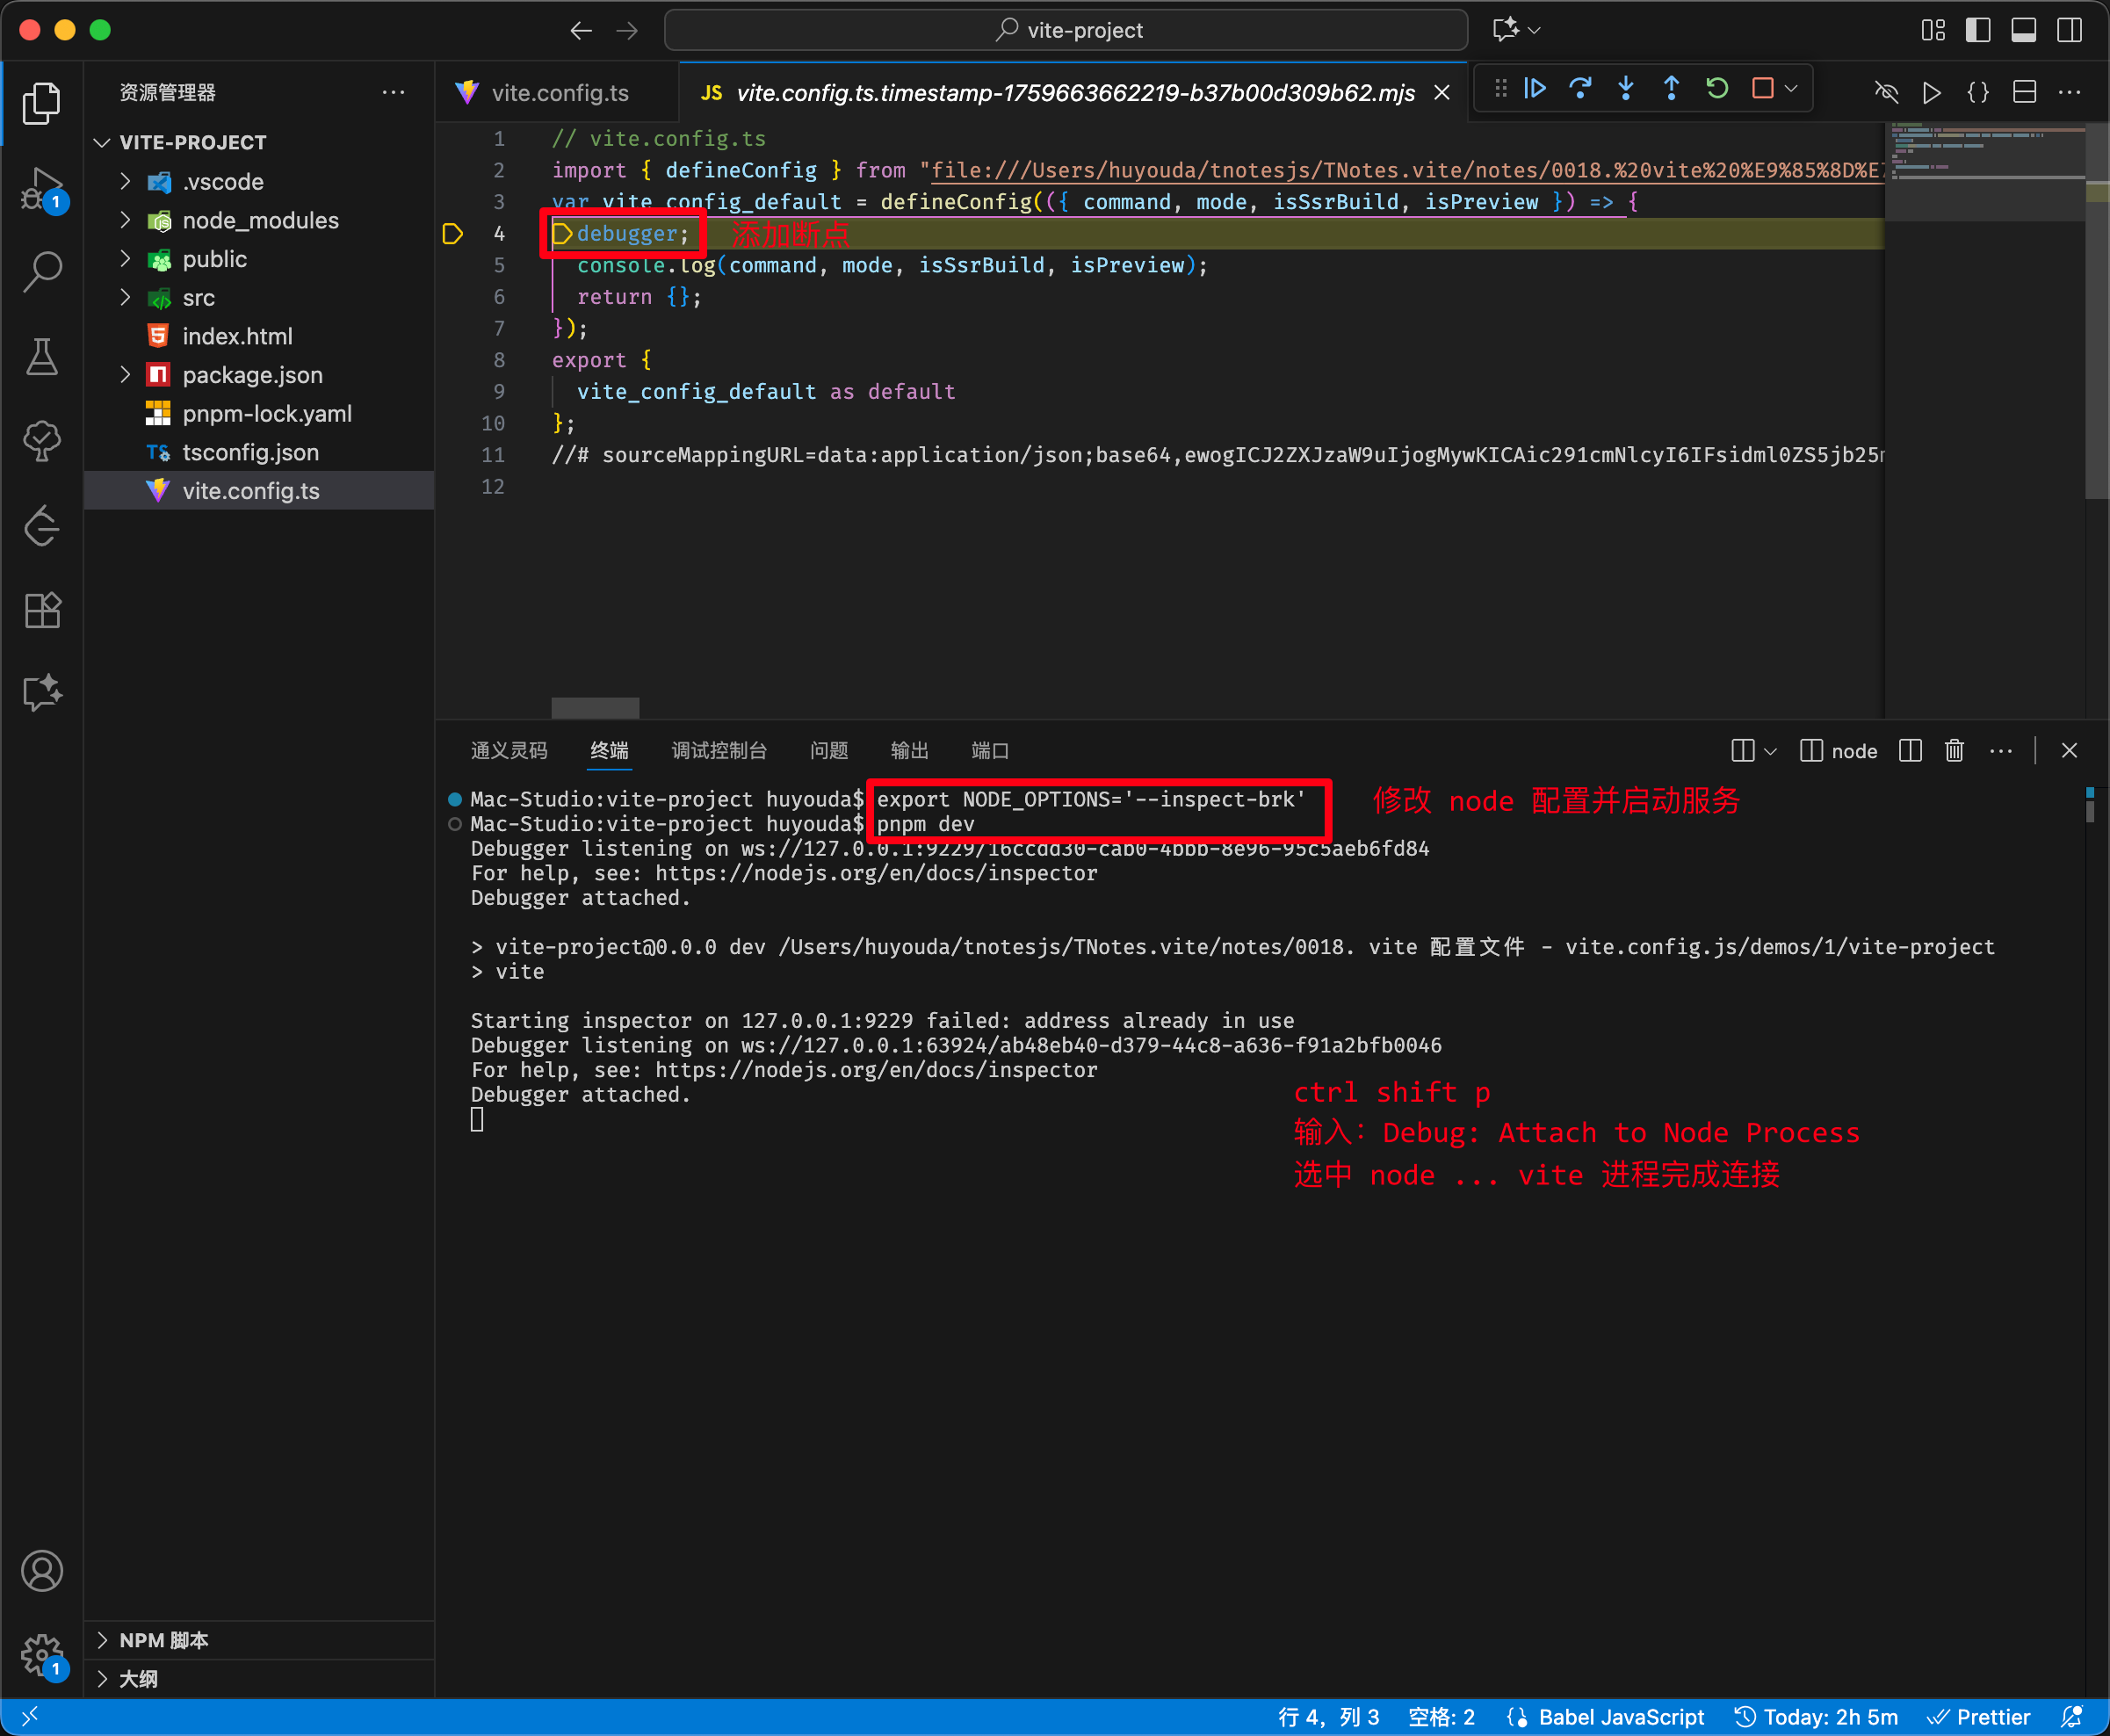 vite-project
资源管理器
VITE-PROJECT
.vscode
node_modules
public
src
index.html
package.json
pnpm-lock.yaml
tsconfig.json
vite.config.ts
NPM 脚本
大纲
1
1
vite.config.ts
JS vite.config.ts.timestamp-1759663662219-b37b00d309b62.mjs
1 // vite.config.ts
2 import { defineConfig } from "file:///Users/huyouda/tnotesjs/TNotes.vite/notes/0018.%20vite%20%E9%85%8D%E7
3 var vite_config_default = defineConfig(({ command, mode, isSsrBuild, isPreview }) => {
4 debugger; 添加断点
5 console.log(command, mode, isSsrBuild, isPreview);
6 return {};
7 });
8 export {
9 vite_config_default as default
10 };
11 //# sourceMappingURL=data:application/json;base64,ewogICJ2ZXJzaW9uIjogMywKICAic291cmNlcyI6IFsidml0ZS5jb25m
12
通义灵码 终端 调试控制台 问题 输出 端口
node
Mac-Studio:vite-project huyouda$ export NODE_OPTIONS='--inspect-brk' 修改 node 配置并启动服务
Mac-Studio:vite-project huyouda$ pnpm dev
Debugger listening on ws://127.0.0.1:9229/16ccdd30-cab0-4bbb-8e96-95c5aeb6fd84
For help, see: https://nodejs.org/en/docs/inspector
Debugger attached.
> vite-project@0.0.0 dev /Users/huyouda/tnotesjs/TNotes.vite/notes/0018. vite 配置文件 - vite.config.js/demos/1/vite-project
> vite
Starting inspector on 127.0.0.1:9229 failed: address already in use
Debugger listening on ws://127.0.0.1:63924/ab48eb40-d379-44c8-a636-f91a2bfb0046
For help, see: https://nodejs.org/en/docs/inspector
Debugger attached.
ctrl shift p
输入: Debug: Attach to Node Process
选中 node ... vite 进程完成连接
行 4, 列 3 空格: 2 Babel JavaScript Today: 2h 5m Prettier